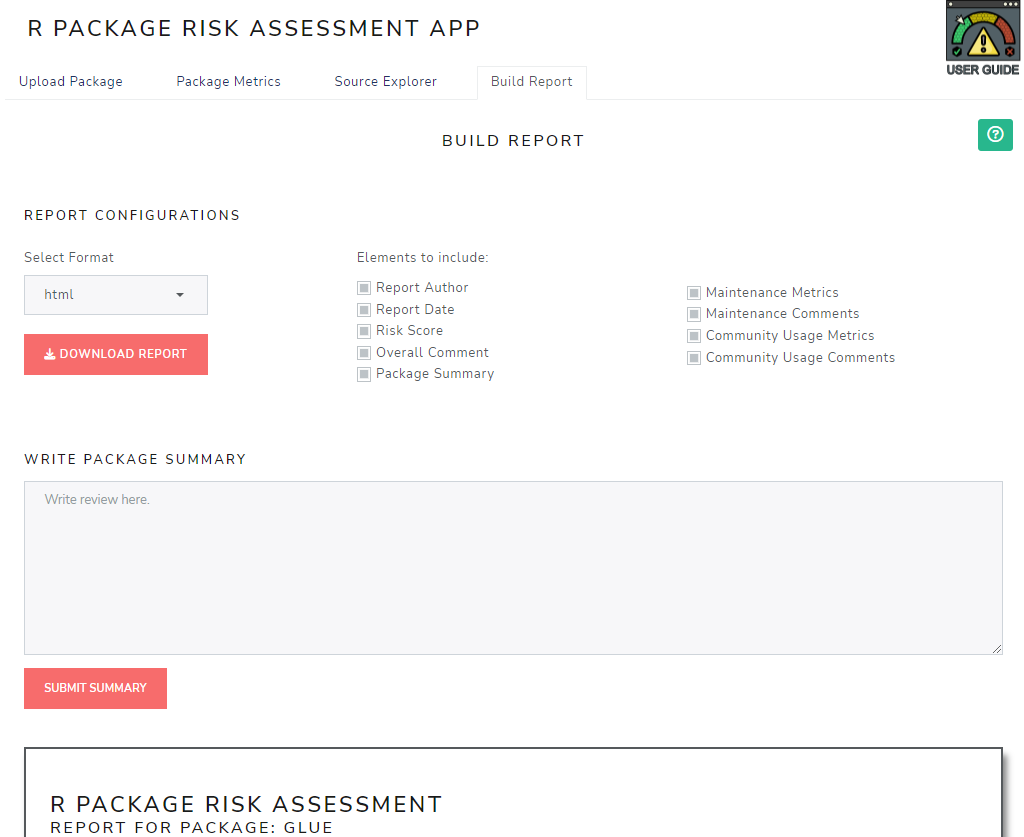 R PACKAGE RISK ASSESSMENT APP
USER GUIDE
Upload Package
Package Metrics
Source Explorer
Build Report
BUILD REPORT
REPORT CONFIGURATIONS
Select Format
html
DOWNLOAD REPORT
Elements to include:
Report Author
Report Date
Risk Score
Overall Comment
Package Summary
Maintenance Metrics
Maintenance Comments
Community Usage Metrics
Community Usage Comments
WRITE PACKAGE SUMMARY
Write review here.
SUBMIT SUMMARY
R PACKAGE RISK ASSESSMENT
REPORT FOR PACKAGE: GLUE